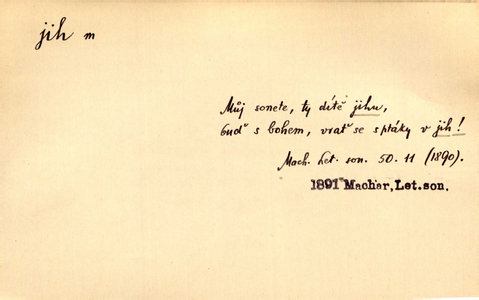 jih m
Můj sonete, ty dítě jihu,
buď s bohem, vrať se s ptáky v jih!
Mach. Let. son. 50. 11 (1890).
1891 Machar, Let.son.